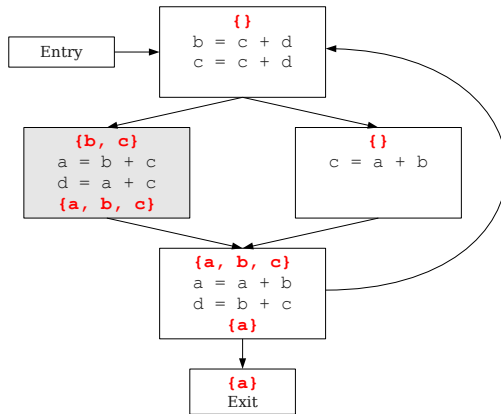 {}
Entry
b = c + d
c = c + d
{b, c}
a = b + c
d = a + c
{a, b, c}
{}
c = a + b
{a, b, c}
a = a + b
d = b + c
{a}
{a}
Exit